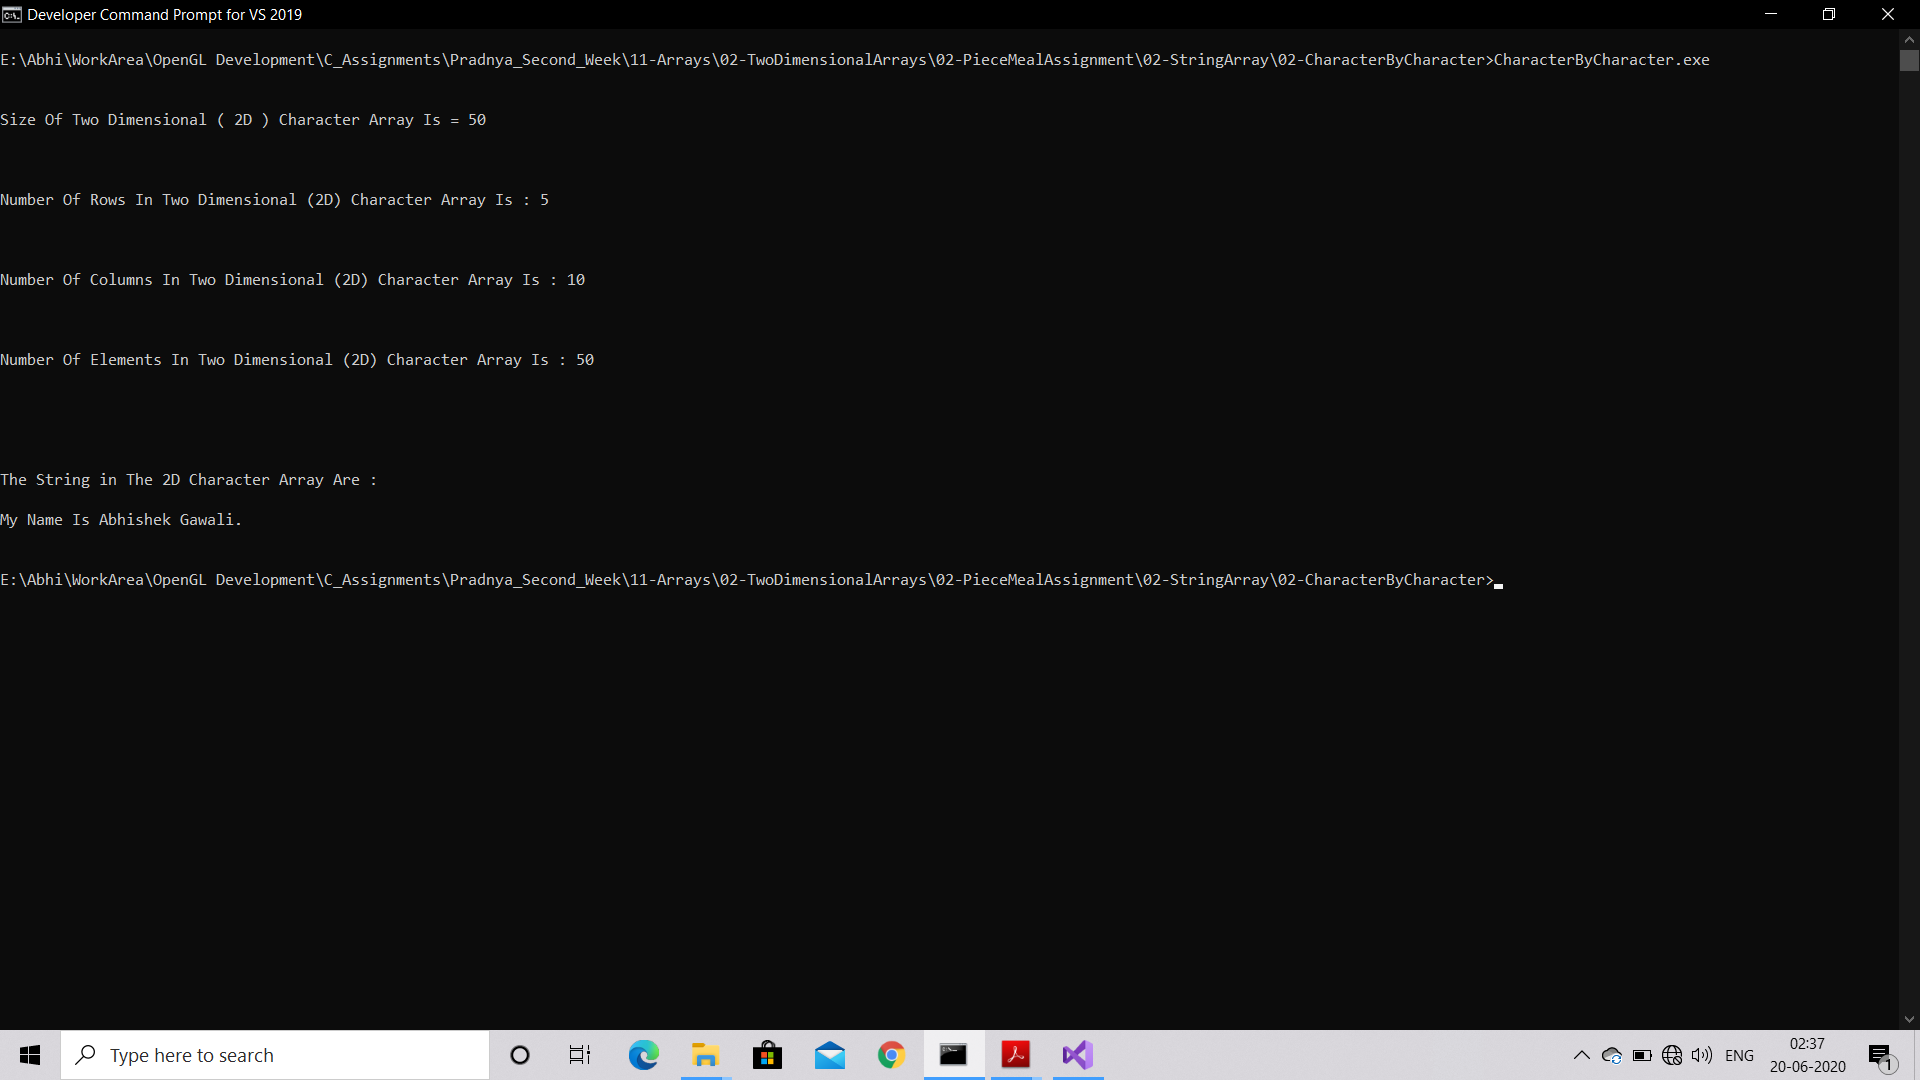 Developer Command Prompt for VS 2019
E:\Abhi\WorkArea\OpenGL Development\C_Assignments\Pradnya_Second_Week\11-Arrays\02-TwoDimensionalArrays\02-PieceMealAssignment\02-StringArray\02-CharacterByCharacter>CharacterByCharacter.exe
Size Of Two Dimensional ( 2D ) Character Array Is = 50
Number Of Rows In Two Dimensional (2D) Character Array Is : 5
Number Of Columns In Two Dimensional (2D) Character Array Is : 10
Number Of Elements In Two Dimensional (2D) Character Array Is : 50
The String in The 2D Character Array Are :
My Name Is Abhishek Gawali.
E:\Abhi\WorkArea\OpenGL Development\C_Assignments\Pradnya_Second_Week\11-Arrays\02-TwoDimensionalArrays\02-PieceMealAssignment\02-StringArray\02-CharacterByCharacter>
Type here to search
ENG
02:37
20-06-2020
1